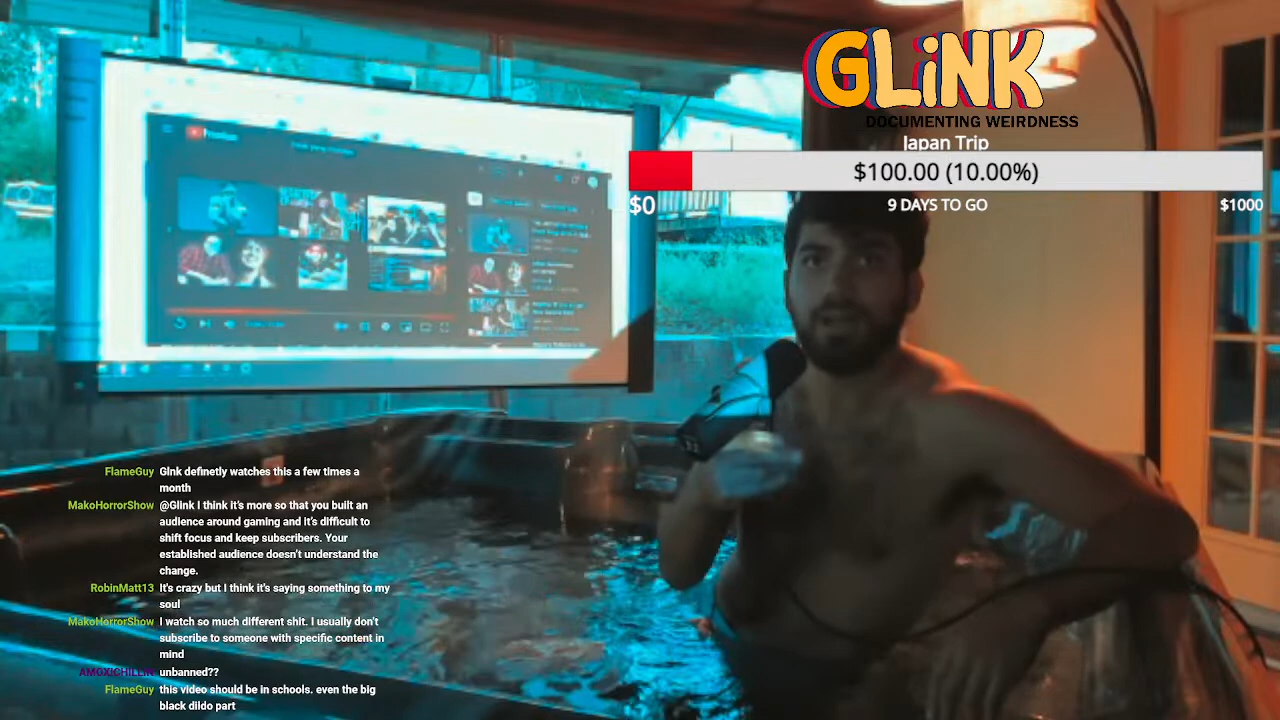 GLiNK
DOCUMENTING WEIRDNESS
Japan Trip
$100.00 (10.00%)
$0
9 DAYS TO GO
$1000
FlameGuy Glnk definetly watches this a few times a
month
MakoHorrorShow @Glink I think it's more so that you built an
audience around gaming and it's difficult to
shift focus and keep subscribers. Your
established audience doesn't understand the
change.
RobinMatt13 It's crazy but I think it's saying something to my
soul
MakoHorrorShow I watch so much different shit. I usually don't
subscribe to someone with specific content in
mind
AMOXICHILLIN unbanned??
FlameGuy this video should be in schools. even the big
black dildo part